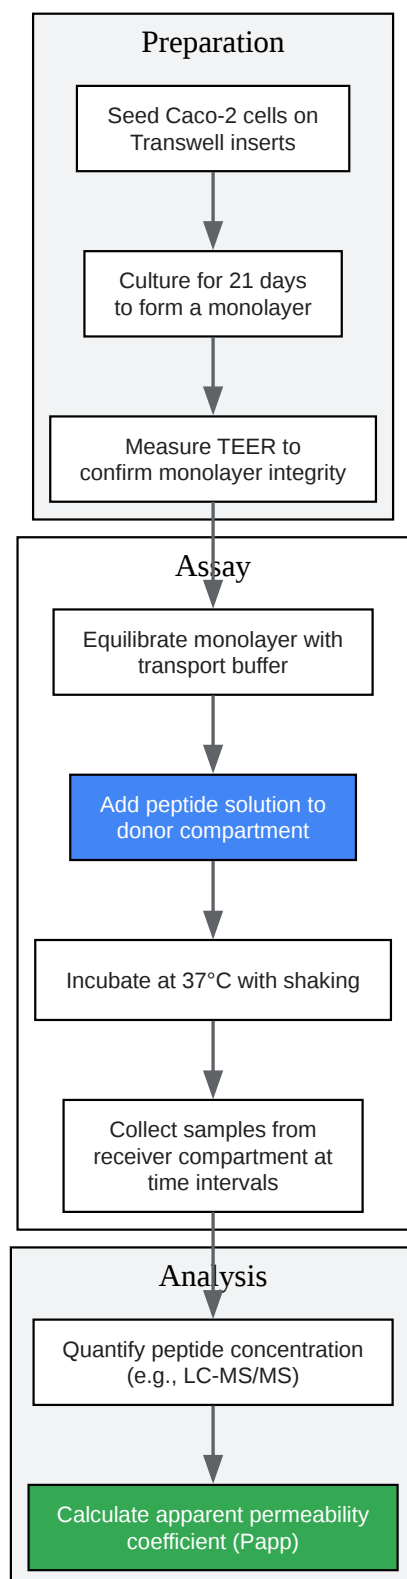 Preparation
Seed Caco-2 cells on
Transwell inserts
Culture for 21 days
to form a monolayer
Measure TEER to
confirm monolayer integrity
Assay
Equilibrate monolayer with
transport buffer
Add peptide solution to
donor compartment
Incubate at 37°C with shaking
Collect samples from
receiver compartment at
time intervals
Analysis
Quantify peptide concentration
(e.g., LC-MS/MS)
Calculate apparent permeability
coefficient (Papp)